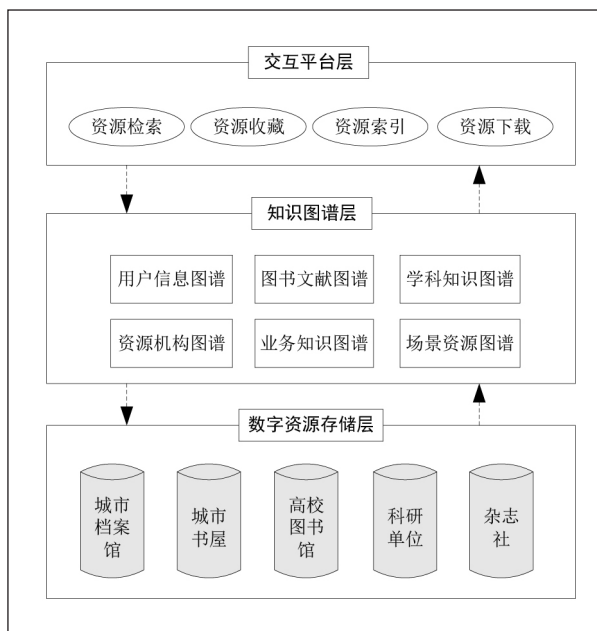 交互平台层
资源检索 资源收藏 资源索引 资源下载
知识图谱层
用户信息图谱 图书文献图谱 学科知识图谱
资源机构图谱 业务知识图谱 场景资源图谱
数字资源存储层
城市
档案
馆
城市
书屋
高校
图书
馆
科研
单位
杂志
社